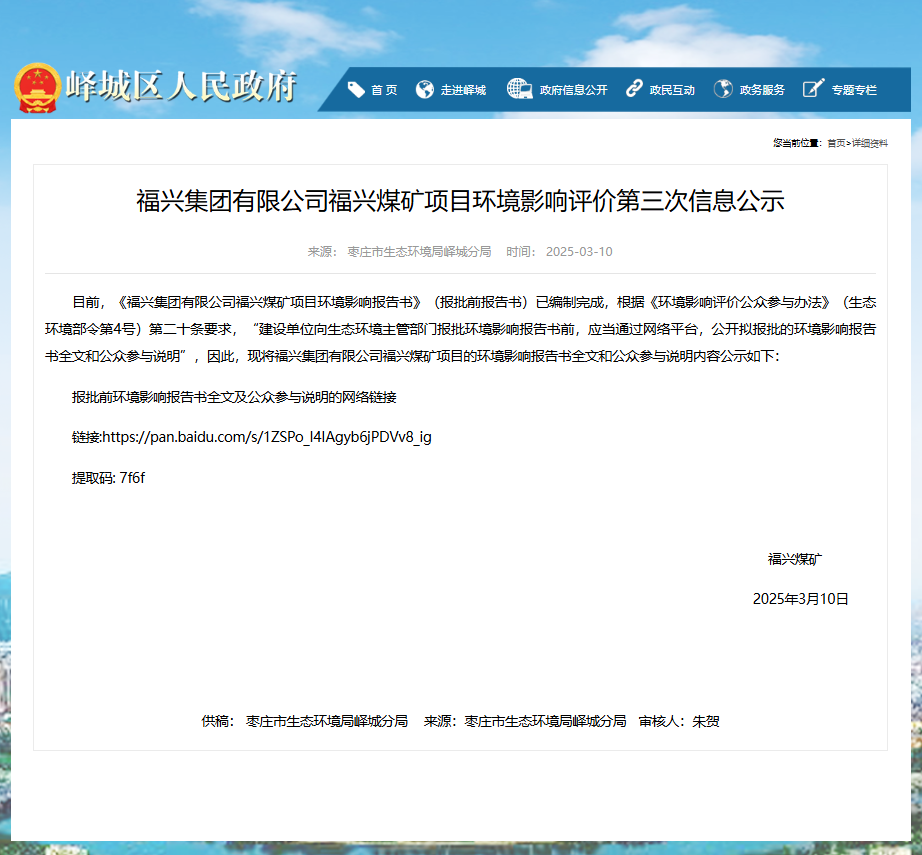 峄城区人民政府
首 页
走进峄城
政府信息公开
政民互动
政务服务
专题专栏
您当前位置：首页>详细资料
福兴集团有限公司福兴煤矿项目环境影响评价第三次信息公示
来源： 枣庄市生态环境局峄城分局 时间： 2025-03-10
目前，《福兴集团有限公司福兴煤矿项目环境影响报告书》（报批前报告书）已编制完成，根据《环境影响评价公众参与办法》（生态
环境部令第4号）第二十条要求，“建设单位向生态环境主管部门报批环境影响报告书前，应当通过网络平台，公开拟报批的环境影响报告
书全文和公众参与说明”，因此，现将福兴集团有限公司福兴煤矿项目的环境影响报告书全文和公众参与说明内容公示如下：
报批前环境影响报告书全文及公众参与说明的网络链接
链接:https://pan.baidu.com/s/1ZSPo_l4lAgyb6jPDVv8_ig
提取码: 7f6f
福兴煤矿
2025年3月10日
供稿： 枣庄市生态环境局峄城分局 来源：枣庄市生态环境局峄城分局 审核人：朱贺